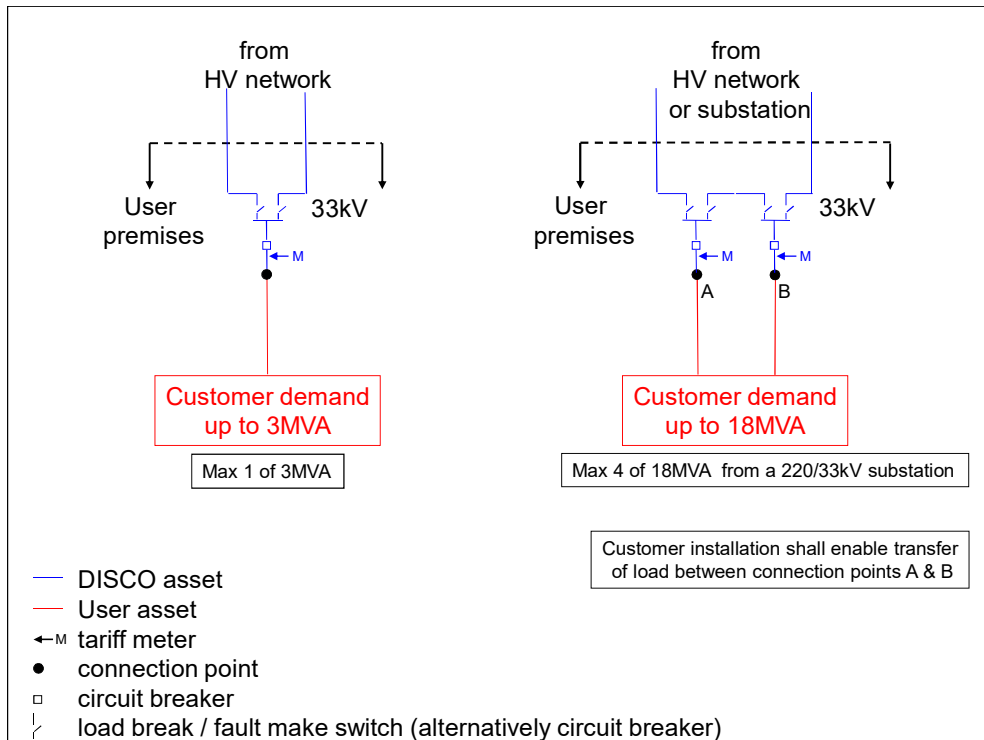 from
HV network
User
premises
33kV
M
Customer demand
up to 3MVA
Max 1 of 3MVA
from
HV network
or substation
User
premises
33kV
M
M
A
B
Customer demand
up to 18MVA
Max 4 of 18MVA from a 220/33kV substation
Customer installation shall enable transfer
of load between connection points A & B
DISCO asset
User asset
M tariff meter
connection point
circuit breaker
load break / fault make switch (alternatively circuit breaker)